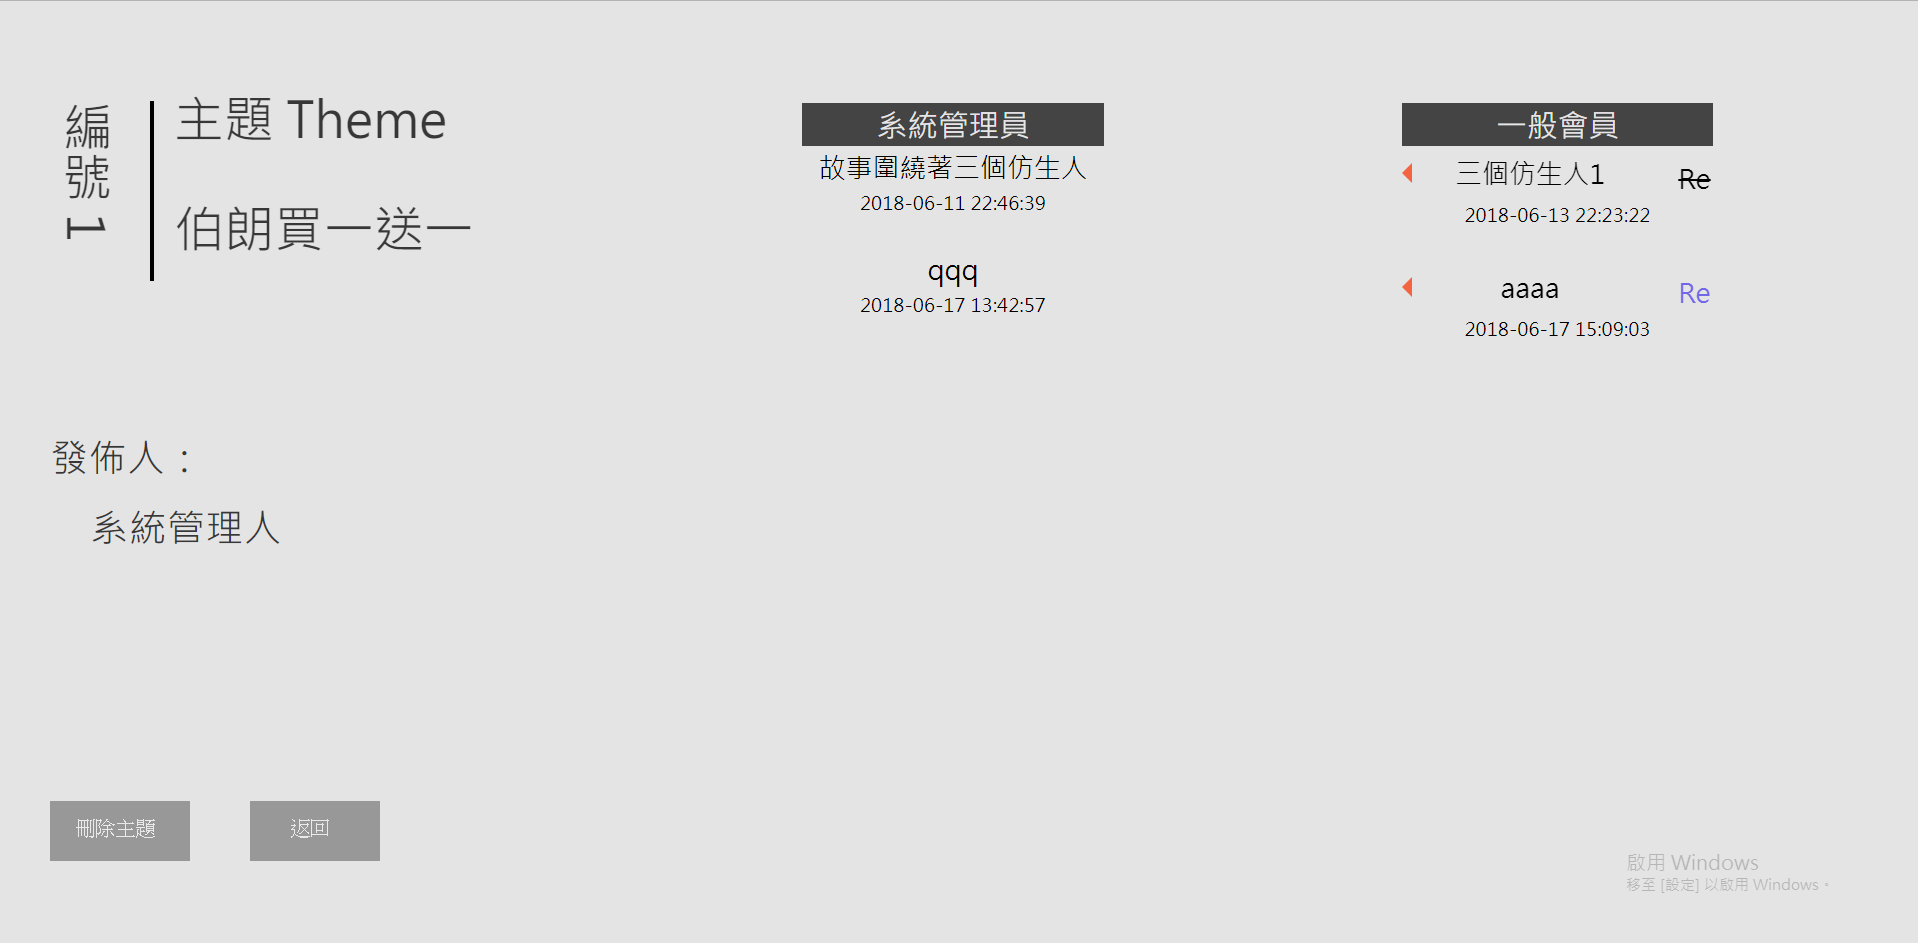 編號 1
主題 Theme
伯朗買一送一
發佈人：
系統管理人
刪除主題
返回
系統管理員
故事圍繞著三個仿生人
2018-06-11 22:46:39
qqq
2018-06-17 13:42:57
一般會員
三個仿生人1 Re
2018-06-13 22:23:22
aaaa Re
2018-06-17 15:09:03
啟用 Windows
移至 [設定] 以啟用 Windows。